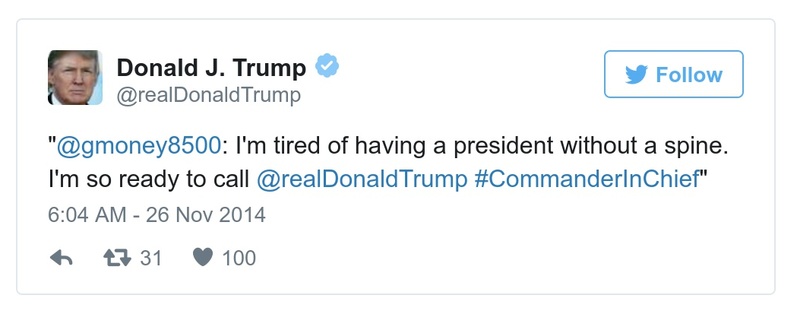 Donald J. Trump
@realDonaldTrump
Follow
"@gmoney8500: I'm tired of having a president without a spine.
I'm so ready to call @realDonaldTrump #CommanderInChief"
6:04 AM - 26 Nov 2014
31 100